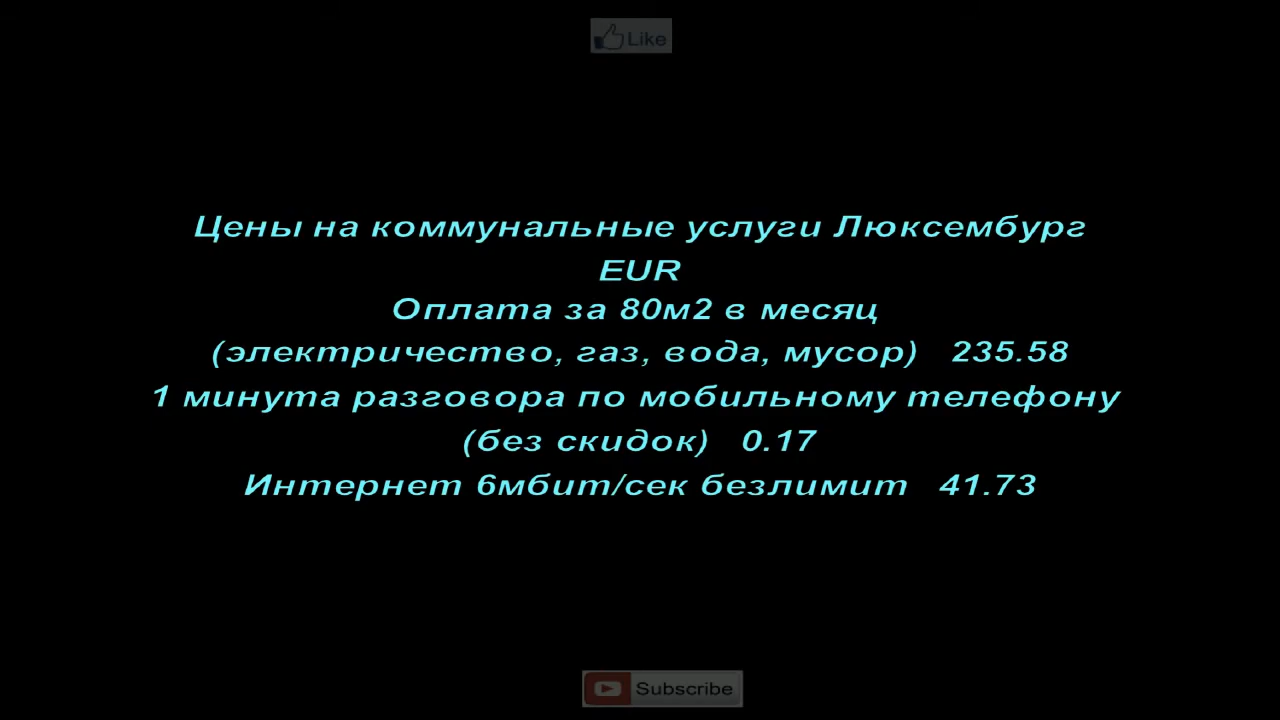 Like
Цены на коммунальные услуги Люксембург
EUR
Оплата за 80м2 в месяц
(электричество, газ, вода, мусор) 235.58
1 минута разговора по мобильному телефону
(без скидок) 0.17
Интернет 6мбит/сек безлимит 41.73
Subscribe